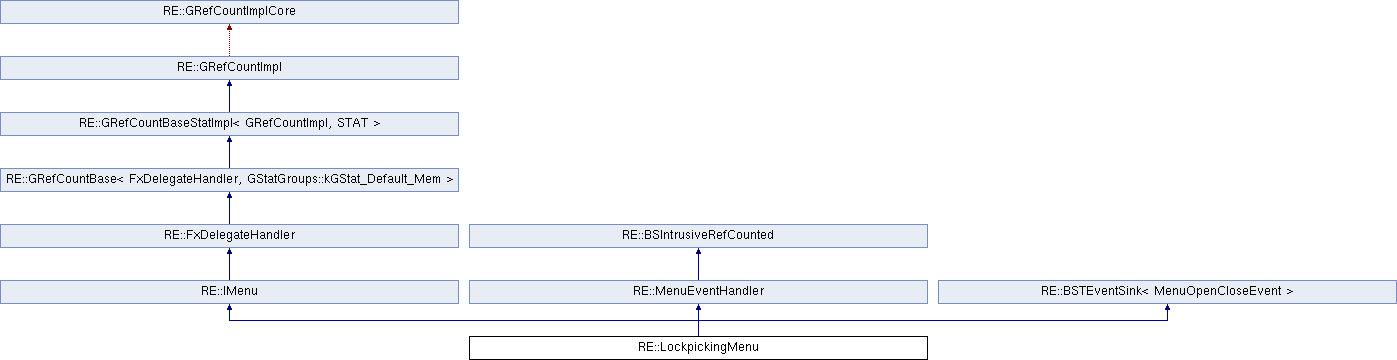 RE::GRefCountImplCore
RE::GRefCountImpl
RE::GRefCountBaseStatImpl< GRefCountImpl, STAT >
RE::GRefCountBase< FxDelegateHandler, GStatGroups::kGStat_Default_Mem >
RE::FxDelegateHandler
RE::BSIntrusiveRefCounted
RE::IMenu
RE::MenuEventHandler
RE::BSTEventSink< MenuOpenCloseEvent >
RE::LockpickingMenu